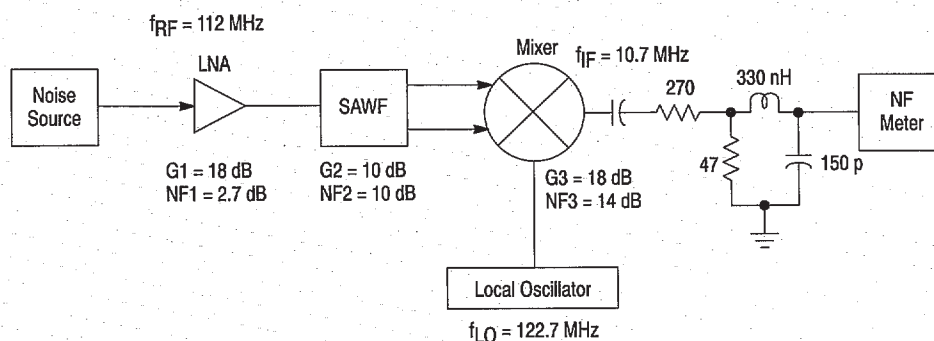 fRF = 112 MHz
LNA
Noise
Source
SAWF
Mixer
fIF = 10.7 MHz
270
330 nH
NF
Meter
47
150 p
G1 = 18 dB
NF1 = 2.7 dB
G2 = 10 dB
NF2 = 10 dB
G3 = 18 dB
NF3 = 14 dB
Local Oscillator
fLO = 122.7 MHz